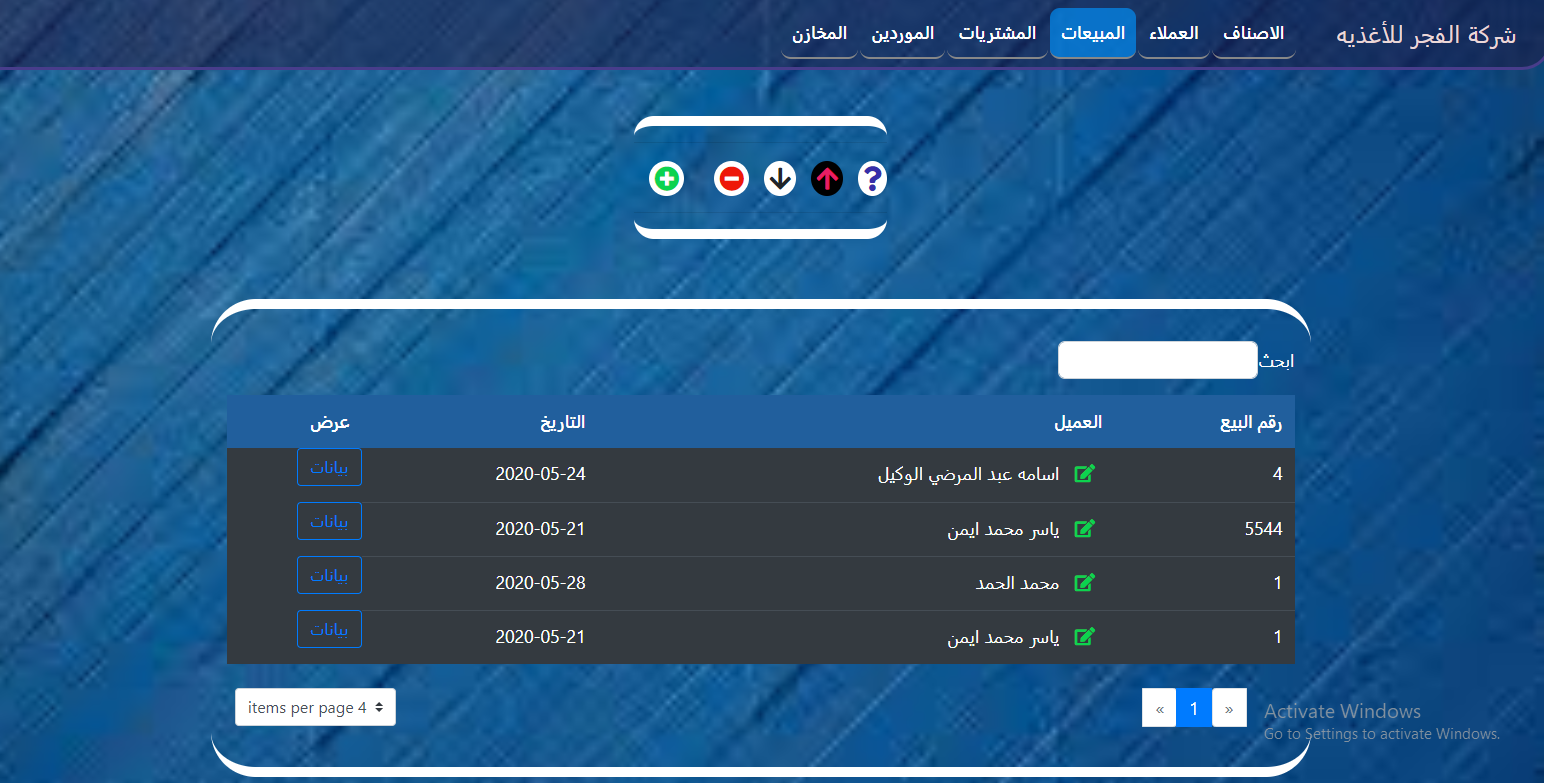 شركة الفجر للأغذيه
الاصناف العملاء المبيعات المشتريات الموردين المخازن
ابحث
رقم البيع العميل التاريخ عرض
4 اسامه عبد المرضي الوكيل 2020-05-24 بيانات
5544 ياسر محمد ايمن 2020-05-21 بيانات
1 محمد الحمد 2020-05-28 بيانات
1 ياسر محمد ايمن 2020-05-21 بيانات
« 1 »
items per page 4
Activate Windows
Go to Settings to activate Windows.